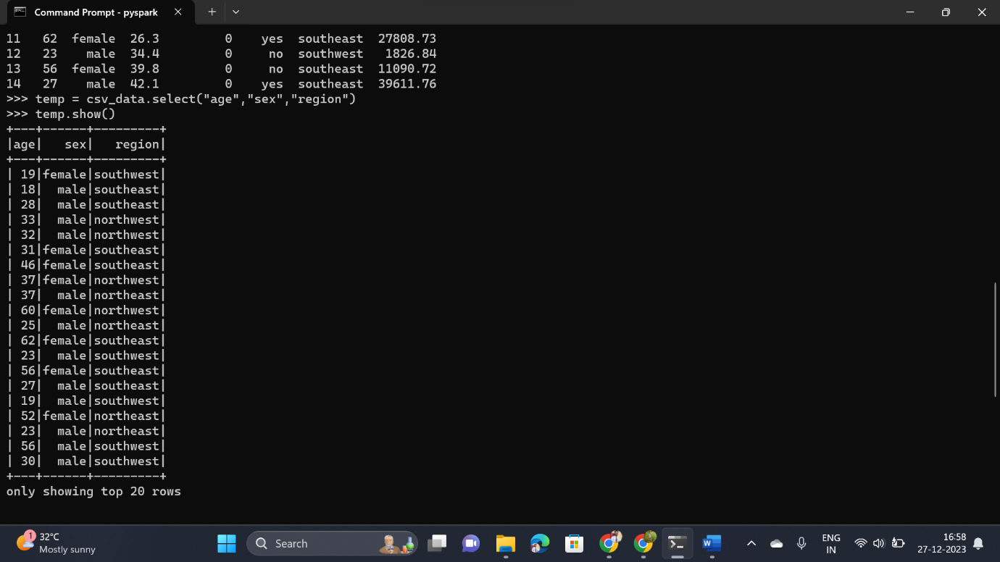 Command Prompt - pyspark
11   62  female  26.3         0    yes  southeast  27808.73
12   23    male  34.4         0     no  southwest   1826.84
13   56  female  39.8         0     no  southeast  11090.72
14   27    male  42.1         0    yes  southeast  39611.76
>>> temp = csv_data.select("age","sex","region")
>>> temp.show()
+---+------+---------+
|age|   sex|   region|
+---+------+---------+
| 19|female|southwest|
| 18|  male|southeast|
| 28|  male|southeast|
| 33|  male|northwest|
| 32|  male|northwest|
| 31|female|southeast|
| 46|female|southeast|
| 37|female|northwest|
| 37|  male|northeast|
| 60|female|northwest|
| 25|  male|northeast|
| 62|female|southeast|
| 23|  male|southwest|
| 56|female|southeast|
| 27|  male|southeast|
| 19|  male|southwest|
| 52|female|northeast|
| 23|  male|northeast|
| 56|  male|southwest|
| 30|  male|southwest|
+---+------+---------+
only showing top 20 rows
1
32°C
Mostly sunny
Search
ENG
IN
16:58
27-12-2023